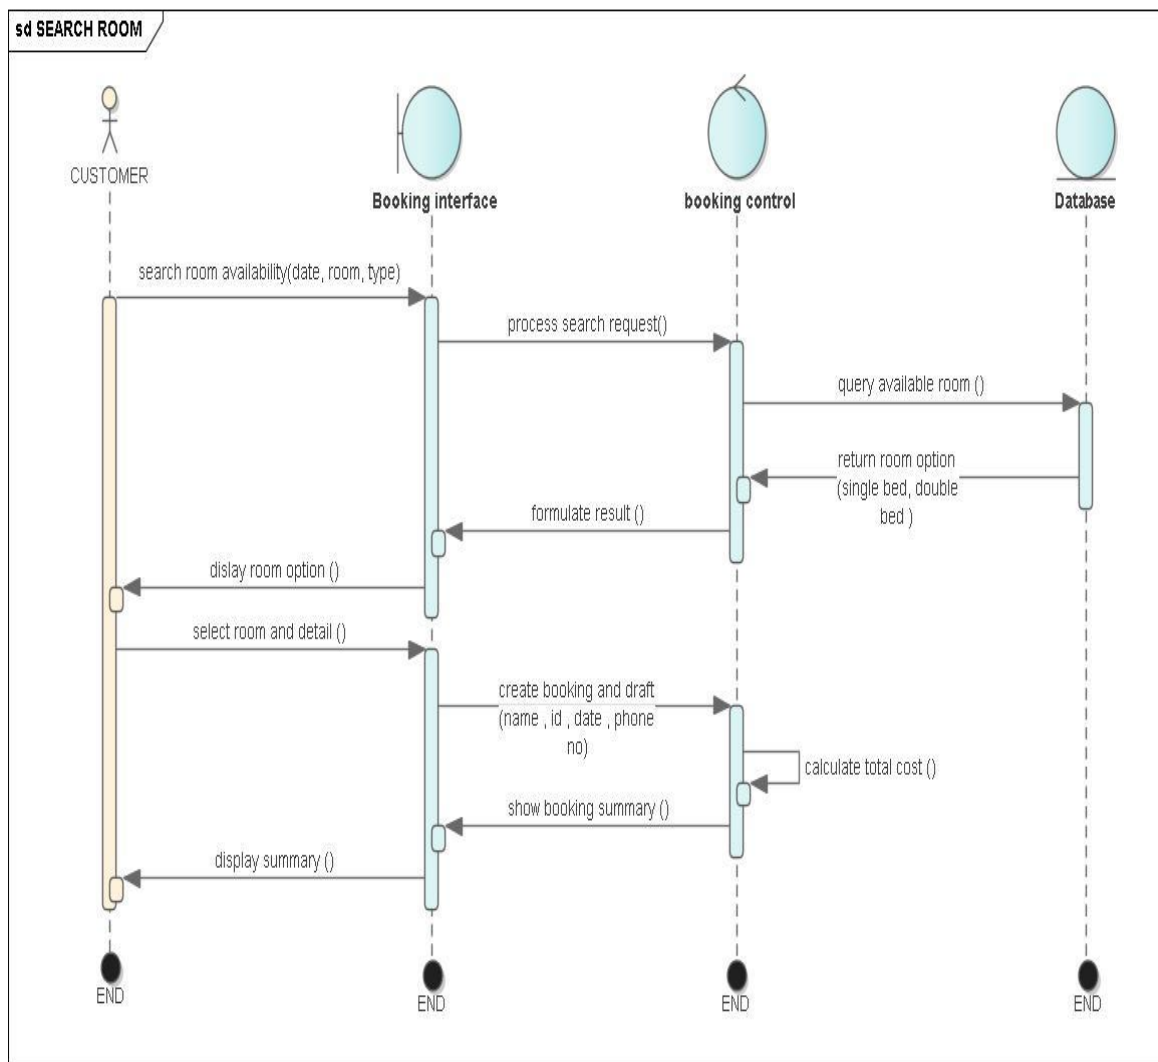 sd SEARCH ROOM
CUSTOMER
Booking interface
booking control
Database
search room availability(date, room, type)
process search request()
query available room ()
return room option
(single bed, double
bed )
formulate result ()
dislay room option ()
select room and detail ()
create booking and draft
(name , id , date , phone
no)
calculate total cost ()
show booking summary ()
display summary ()
END
END
END
END